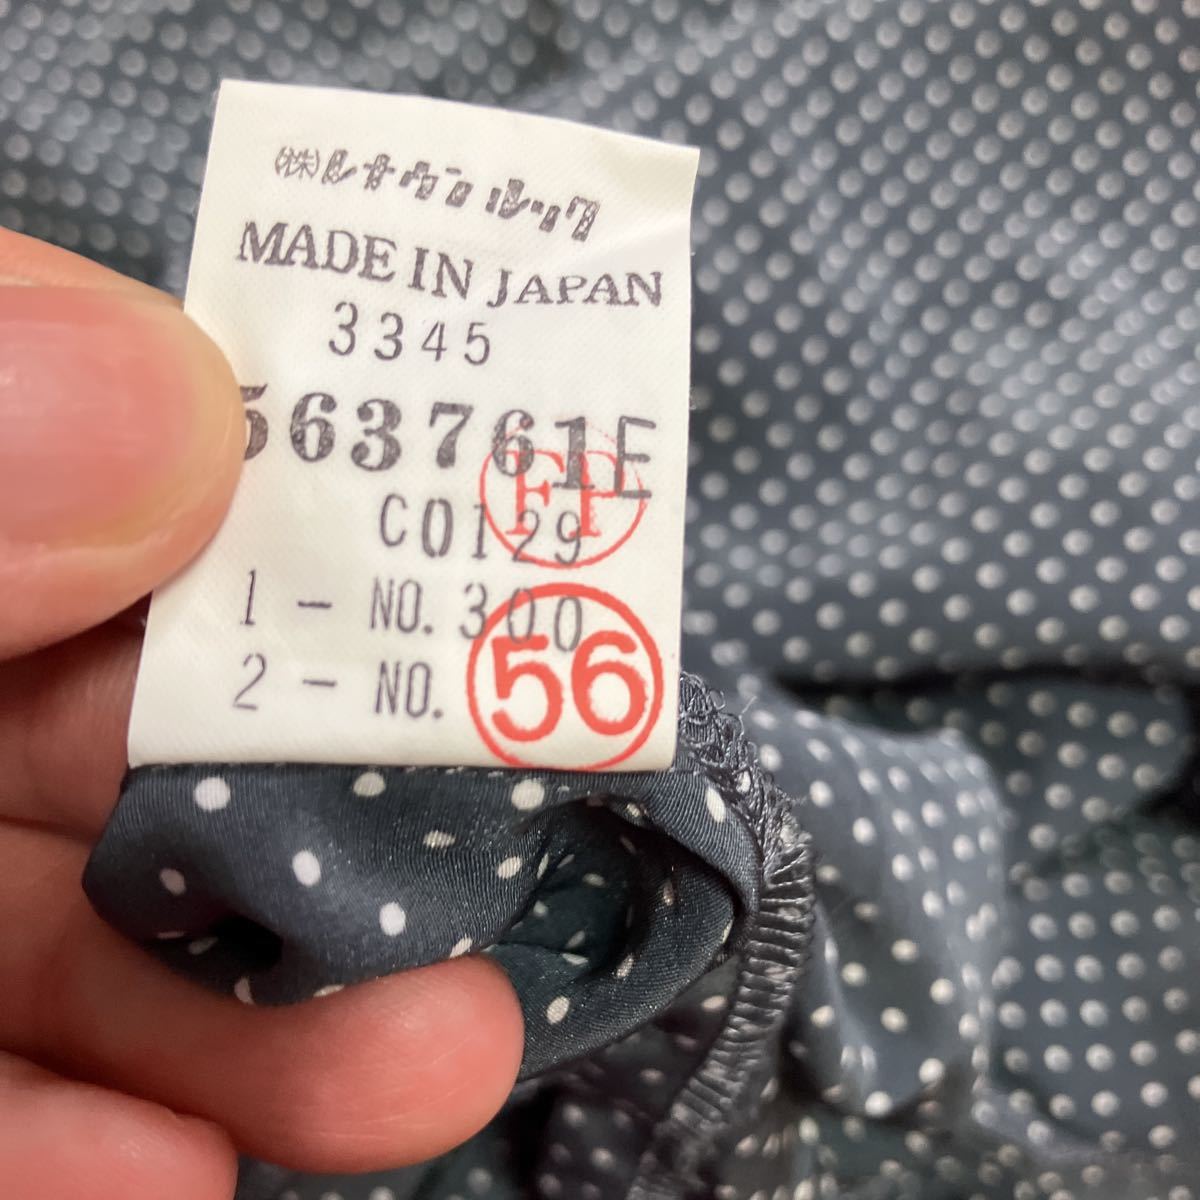 ㈱レナウンルック
MADE IN JAPAN
3345
563761E
FP
C0129
1 - NO. 300
2 - NO.
56